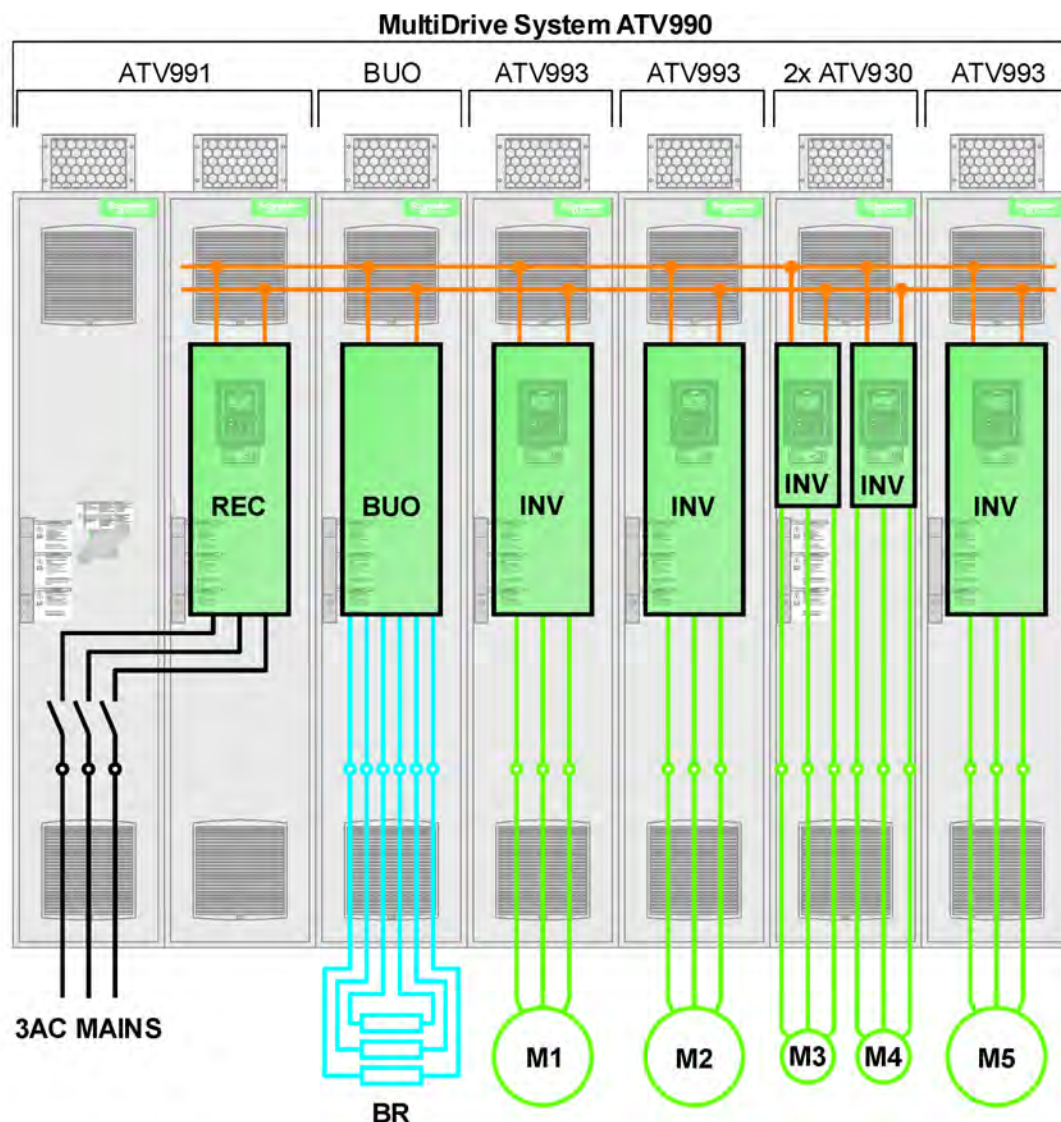 MultiDrive System ATV990
ATV991 BUO ATV993 ATV993 2x ATV930 ATV993
REC BUO INV INV INV INV INV
3AC MAINS
BR
M1 M2 M3 M4 M5